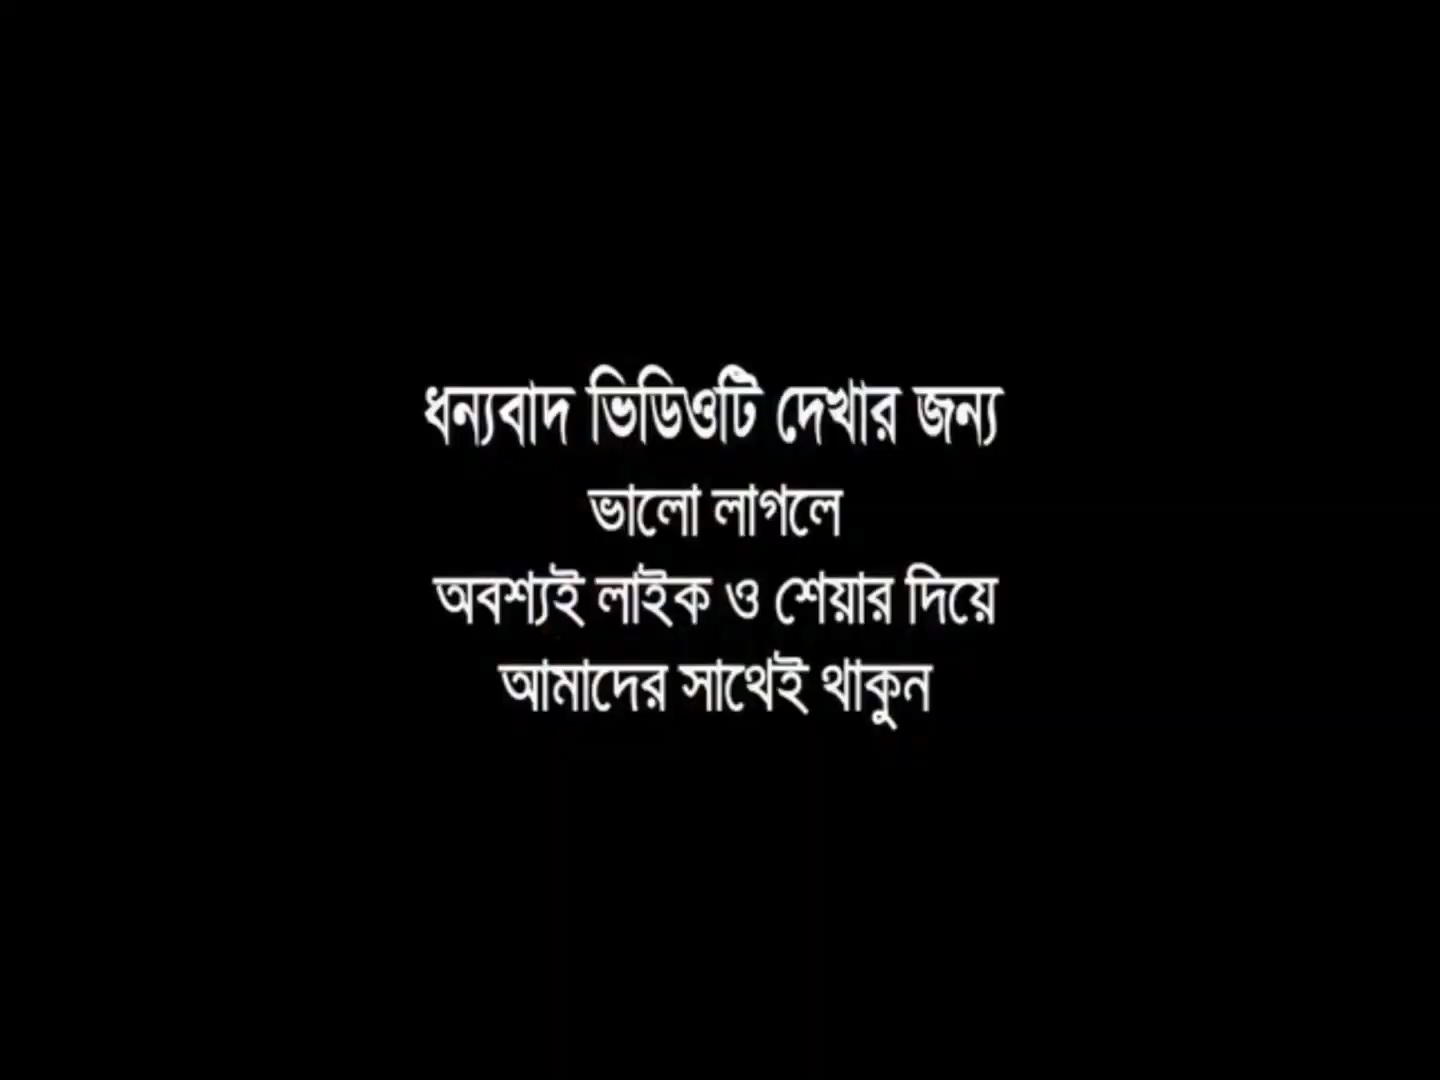 ধন্যবাদ ভিডিওটি দেখার জন্য
ভালো লাগলে
অবশ্যই লাইক ও শেয়ার দিয়ে
আমাদের সাথেই থাকুন